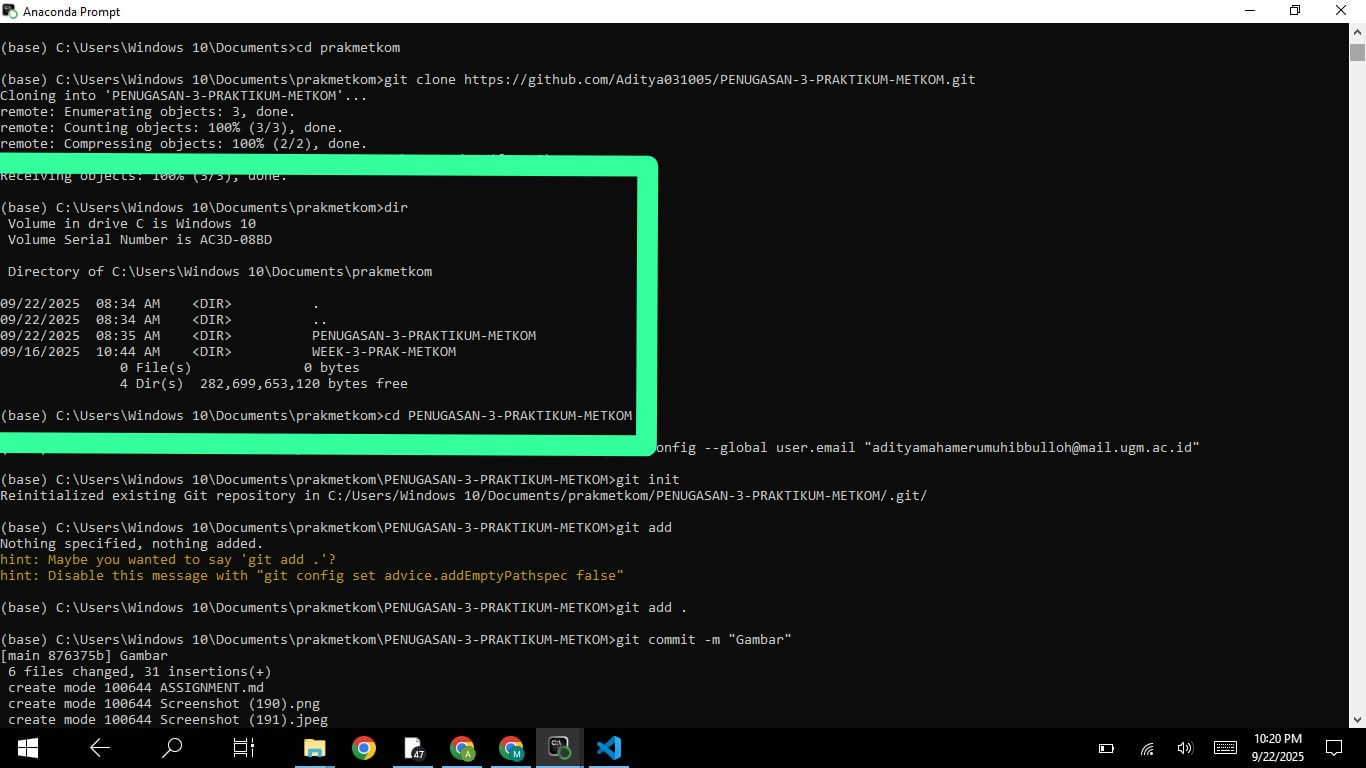 Anaconda Prompt
(base) C:\Users\Windows 10\Documents>cd prakmetkom
(base) C:\Users\Windows 10\Documents\prakmetkom>git clone https://github.com/Aditya031005/PENUGASAN-3-PRAKTIKUM-METKOM.git
Cloning into 'PENUGASAN-3-PRAKTIKUM-METKOM'...
remote: Enumerating objects: 3, done.
remote: Counting objects: 100% (3/3), done.
remote: Compressing objects: 100% (2/2), done.
Receiving objects: 100% (3/3), done.
(base) C:\Users\Windows 10\Documents\prakmetkom>dir
Volume in drive C is Windows 10
Volume Serial Number is AC3D-08BD
Directory of C:\Users\Windows 10\Documents\prakmetkom
09/22/2025  08:34 AM    <DIR>          .
09/22/2025  08:34 AM    <DIR>          ..
09/22/2025  08:35 AM    <DIR>          PENUGASAN-3-PRAKTIKUM-METKOM
09/16/2025  10:44 AM    <DIR>          WEEK-3-PRAK-METKOM
0 File(s)              0 bytes
4 Dir(s)  282,699,653,120 bytes free
(base) C:\Users\Windows 10\Documents\prakmetkom>cd PENUGASAN-3-PRAKTIKUM-METKOM
onfig --global user.email "adityamahamerumuhibbulloh@mail.ugm.ac.id"
(base) C:\Users\Windows 10\Documents\prakmetkom\PENUGASAN-3-PRAKTIKUM-METKOM>git init
Reinitialized existing Git repository in C:/Users/Windows 10/Documents/prakmetkom/PENUGASAN-3-PRAKTIKUM-METKOM/.git/
(base) C:\Users\Windows 10\Documents\prakmetkom\PENUGASAN-3-PRAKTIKUM-METKOM>git add
Nothing specified, nothing added.
hint: Maybe you wanted to say 'git add .'?
hint: Disable this message with "git config set advice.addEmptyPathspec false"
(base) C:\Users\Windows 10\Documents\prakmetkom\PENUGASAN-3-PRAKTIKUM-METKOM>git add .
(base) C:\Users\Windows 10\Documents\prakmetkom\PENUGASAN-3-PRAKTIKUM-METKOM>git commit -m "Gambar"
[main 876375b] Gambar
6 files changed, 31 insertions(+)
create mode 100644 ASSIGNMENT.md
create mode 100644 Screenshot (190).png
create mode 100644 Screenshot (191).jpeg
47
A
M
10:20 PM
9/22/2025